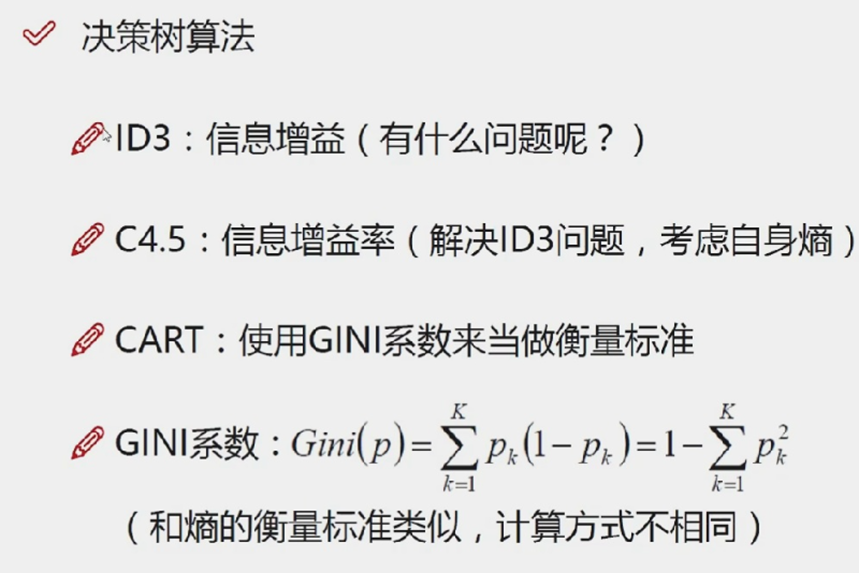 决策树算法
ID3：信息增益（有什么问题呢？）
C4.5：信息增益率（解决ID3问题，考虑自身熵）
CART：使用GINI系数来当做衡量标准
GINI系数：Gini(p)=∑_{k=1}^{K} p_k(1−p_k)=1−∑_{k=1}^{K} p_k^2
（和熵的衡量标准类似，计算方式不相同）